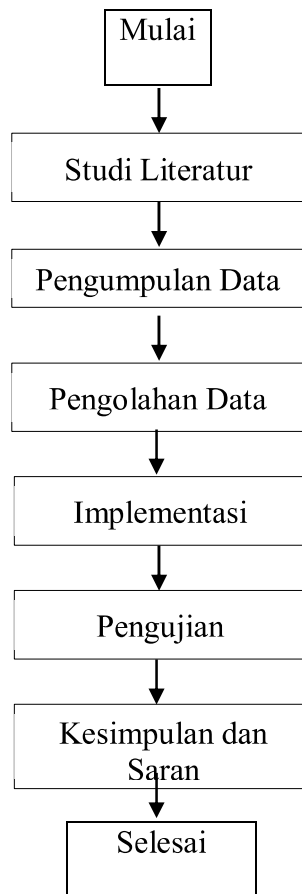 Mulai
Studi Literatur
Pengumpulan Data
Pengolahan Data
Implementasi
Pengujian
Kesimpulan dan
Saran
Selesai